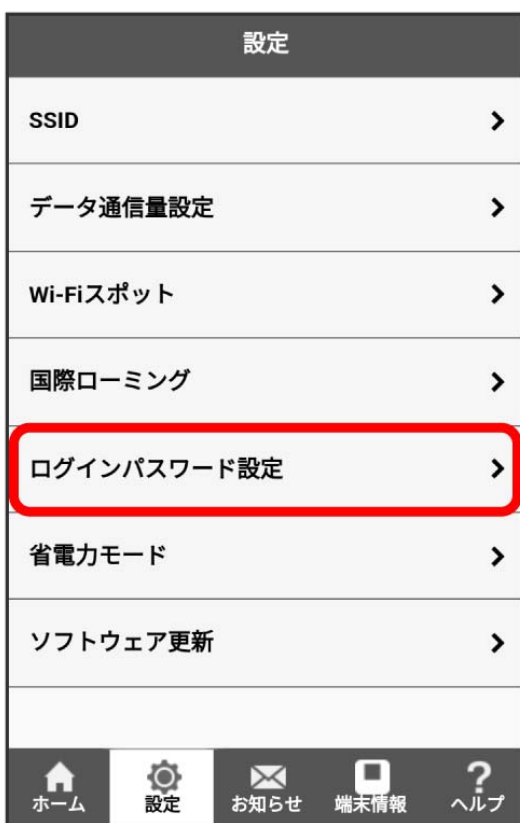 設定
SSID
データ通信量設定
Wi-Fiスポット
国際ローミング
ログインパスワード設定
省電力モード
ソフトウェア更新
ホーム 設定 お知らせ 端末情報 ヘルプ